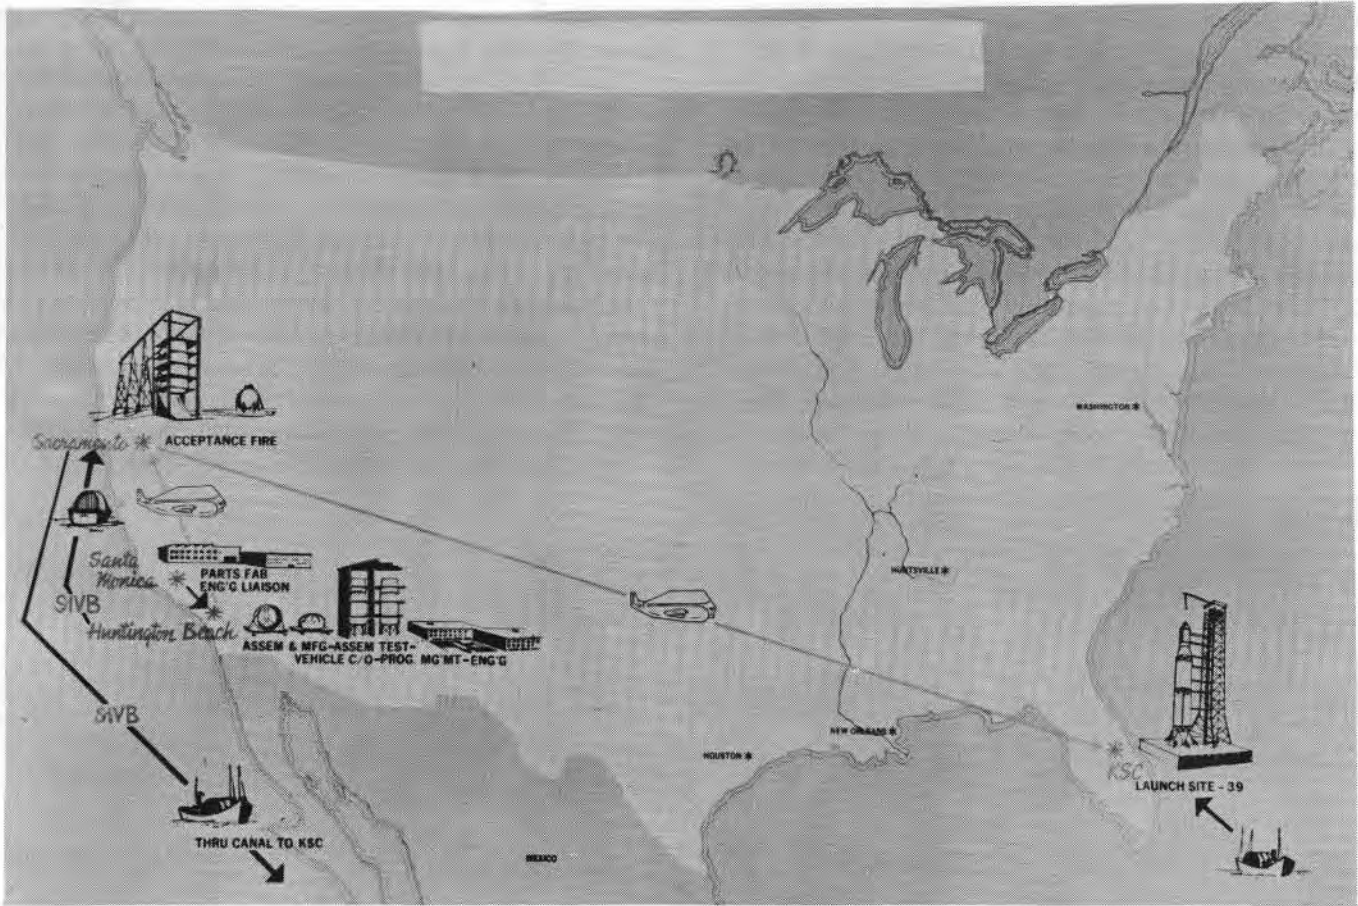 WASHINGTON *
Sacramento *
ACCEPTANCE FIRE
Santa
Monica *
PARTS FAB
ENG'G LIAISON
HUNTSVILLE *
SIVB
Huntington Beach
ASSEM & MFG-ASSEM TEST-
VEHICLE C/O-PROG. MG'MT-ENG'G
SIVB
NEW ORLEANS *
HOUSTON *
KSC
LAUNCH SITE - 39
THRU CANAL TO KSC
MEXICO